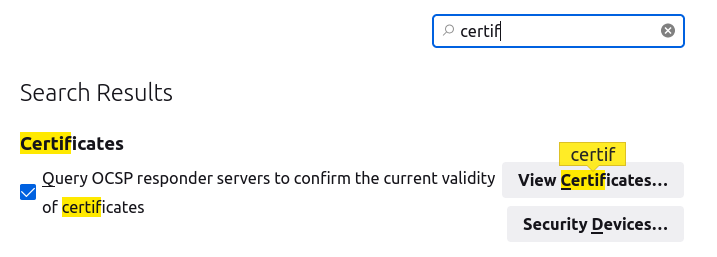 certif
Search Results
Certificates
certif
Query OCSP responder servers to confirm the current validity
of certificates
View Certificates...
Security Devices...